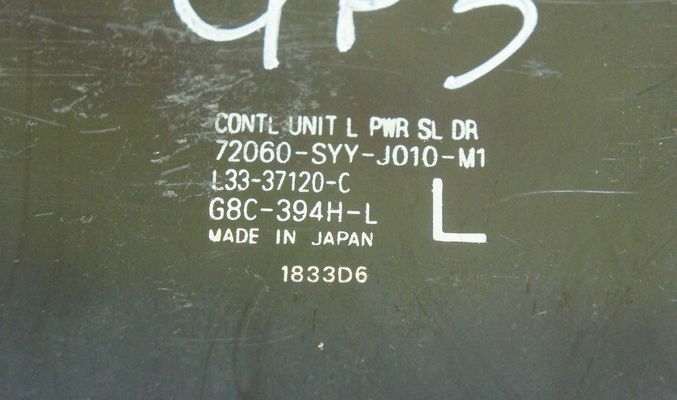 CONTL UNIT L PWR SL DR
72060-SYY-J010-M1
L33-37120-C
G8C-394H-L
L
MADE IN JAPAN
1833D6